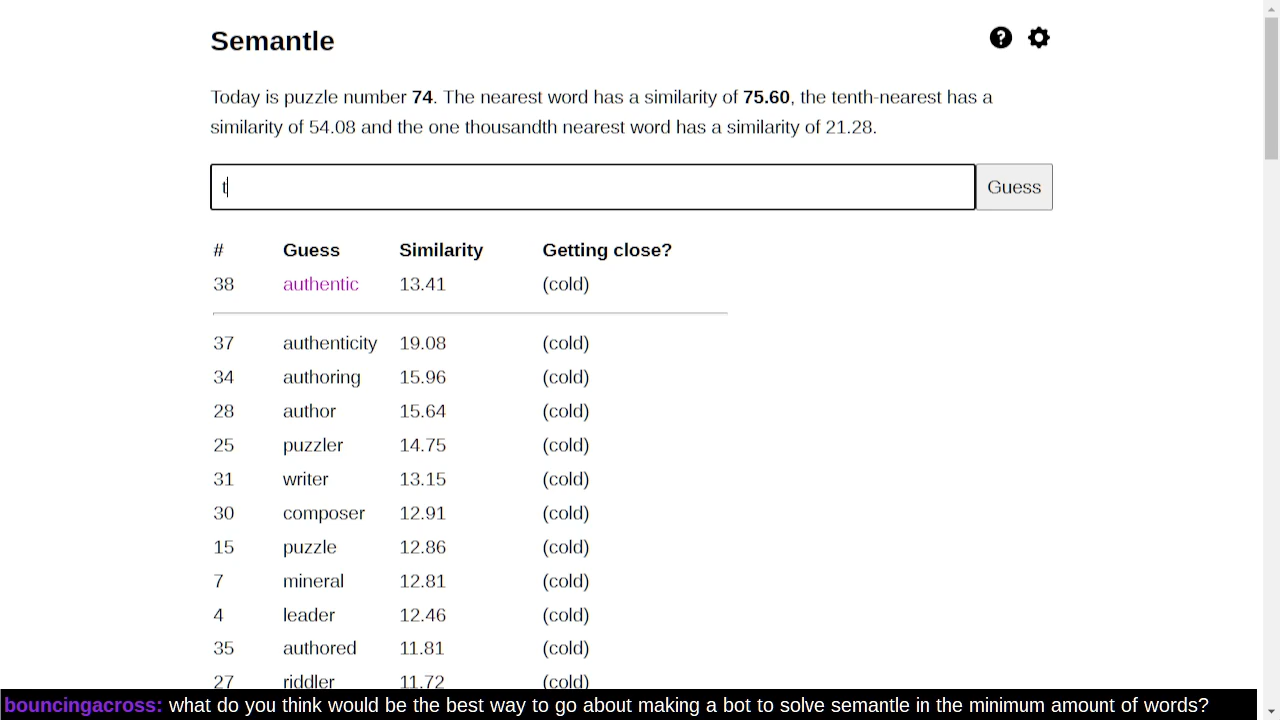 Semantle
Today is puzzle number 74. The nearest word has a similarity of 75.60, the tenth-nearest has a
similarity of 54.08 and the one thousandth nearest word has a similarity of 21.28.
t
Guess
# Guess Similarity Getting close?
38 authentic 13.41 (cold)
37 authenticity 19.08 (cold)
34 authoring 15.96 (cold)
28 author 15.64 (cold)
25 puzzler 14.75 (cold)
31 writer 13.15 (cold)
30 composer 12.91 (cold)
15 puzzle 12.86 (cold)
7 mineral 12.81 (cold)
4 leader 12.46 (cold)
35 authored 11.81 (cold)
27 riddler 11.72 (cold)
bouncingacross: what do you think would be the best way to go about making a bot to solve semantle in the minimum amount of words?